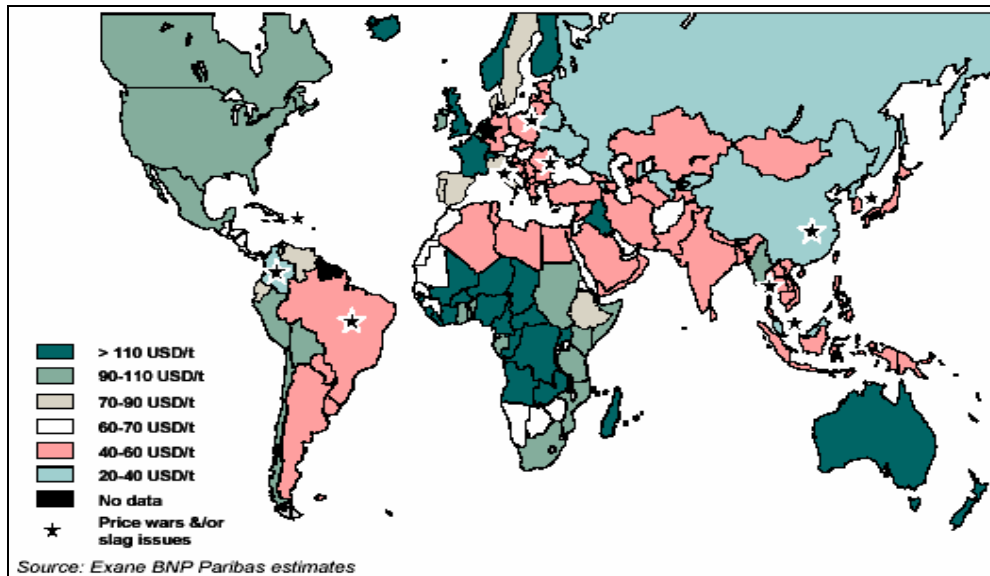 > 110 USD/t
90-110 USD/t
70-90 USD/t
60-70 USD/t
40-60 USD/t
20-40 USD/t
No data
Price wars &/or
slag issues
Source: Exane BNP Paribas estimates